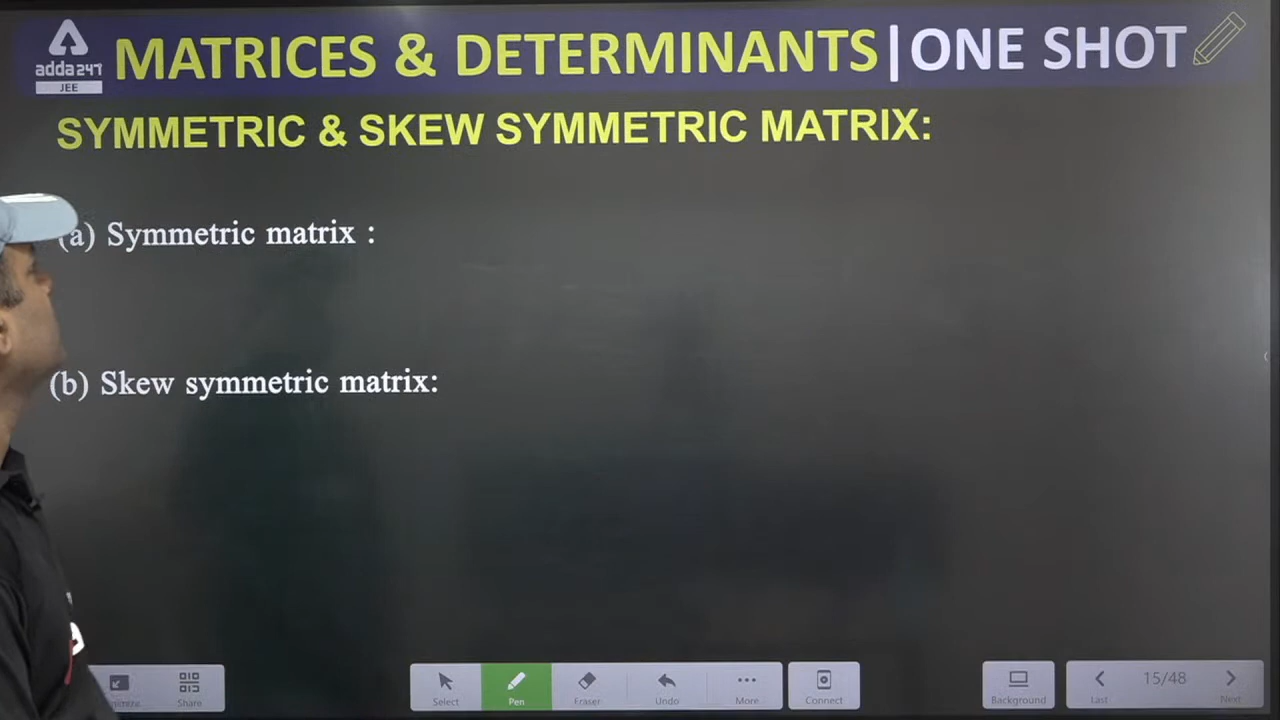 adda247
JEE
MATRICES & DETERMINANTS|ONE SHOT
SYMMETRIC & SKEW SYMMETRIC MATRIX:
(a) Symmetric matrix :
(b) Skew symmetric matrix:
Share
Select
Pen
Eraser
Undo
More
Connect
Background
Last
15/48
Next